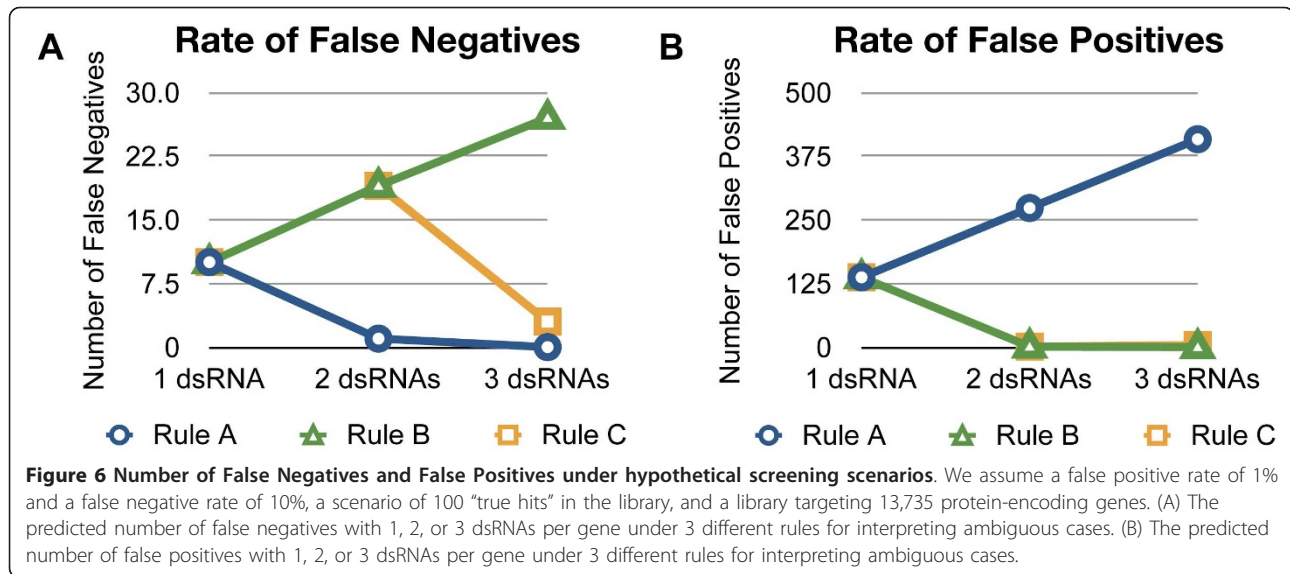 A Rate of False Negatives
Number of False Negatives
30.0
22.5
15.0
7.5
0
1 dsRNA 2 dsRNAs 3 dsRNAs
Rule A Rule B Rule C
B Rate of False Positives
Number of False Positives
500
375
250
125
0
1 dsRNA 2 dsRNAs 3 dsRNAs
Rule A Rule B Rule C
Figure 6 Number of False Negatives and False Positives under hypothetical screening scenarios. We assume a false positive rate of 1%
and a false negative rate of 10%, a scenario of 100 “true hits” in the library, and a library targeting 13,735 protein-encoding genes. (A) The
predicted number of false negatives with 1, 2, or 3 dsRNAs per gene under 3 different rules for interpreting ambiguous cases. (B) The predicted
number of false positives with 1, 2, or 3 dsRNAs per gene under 3 different rules for interpreting ambiguous cases.